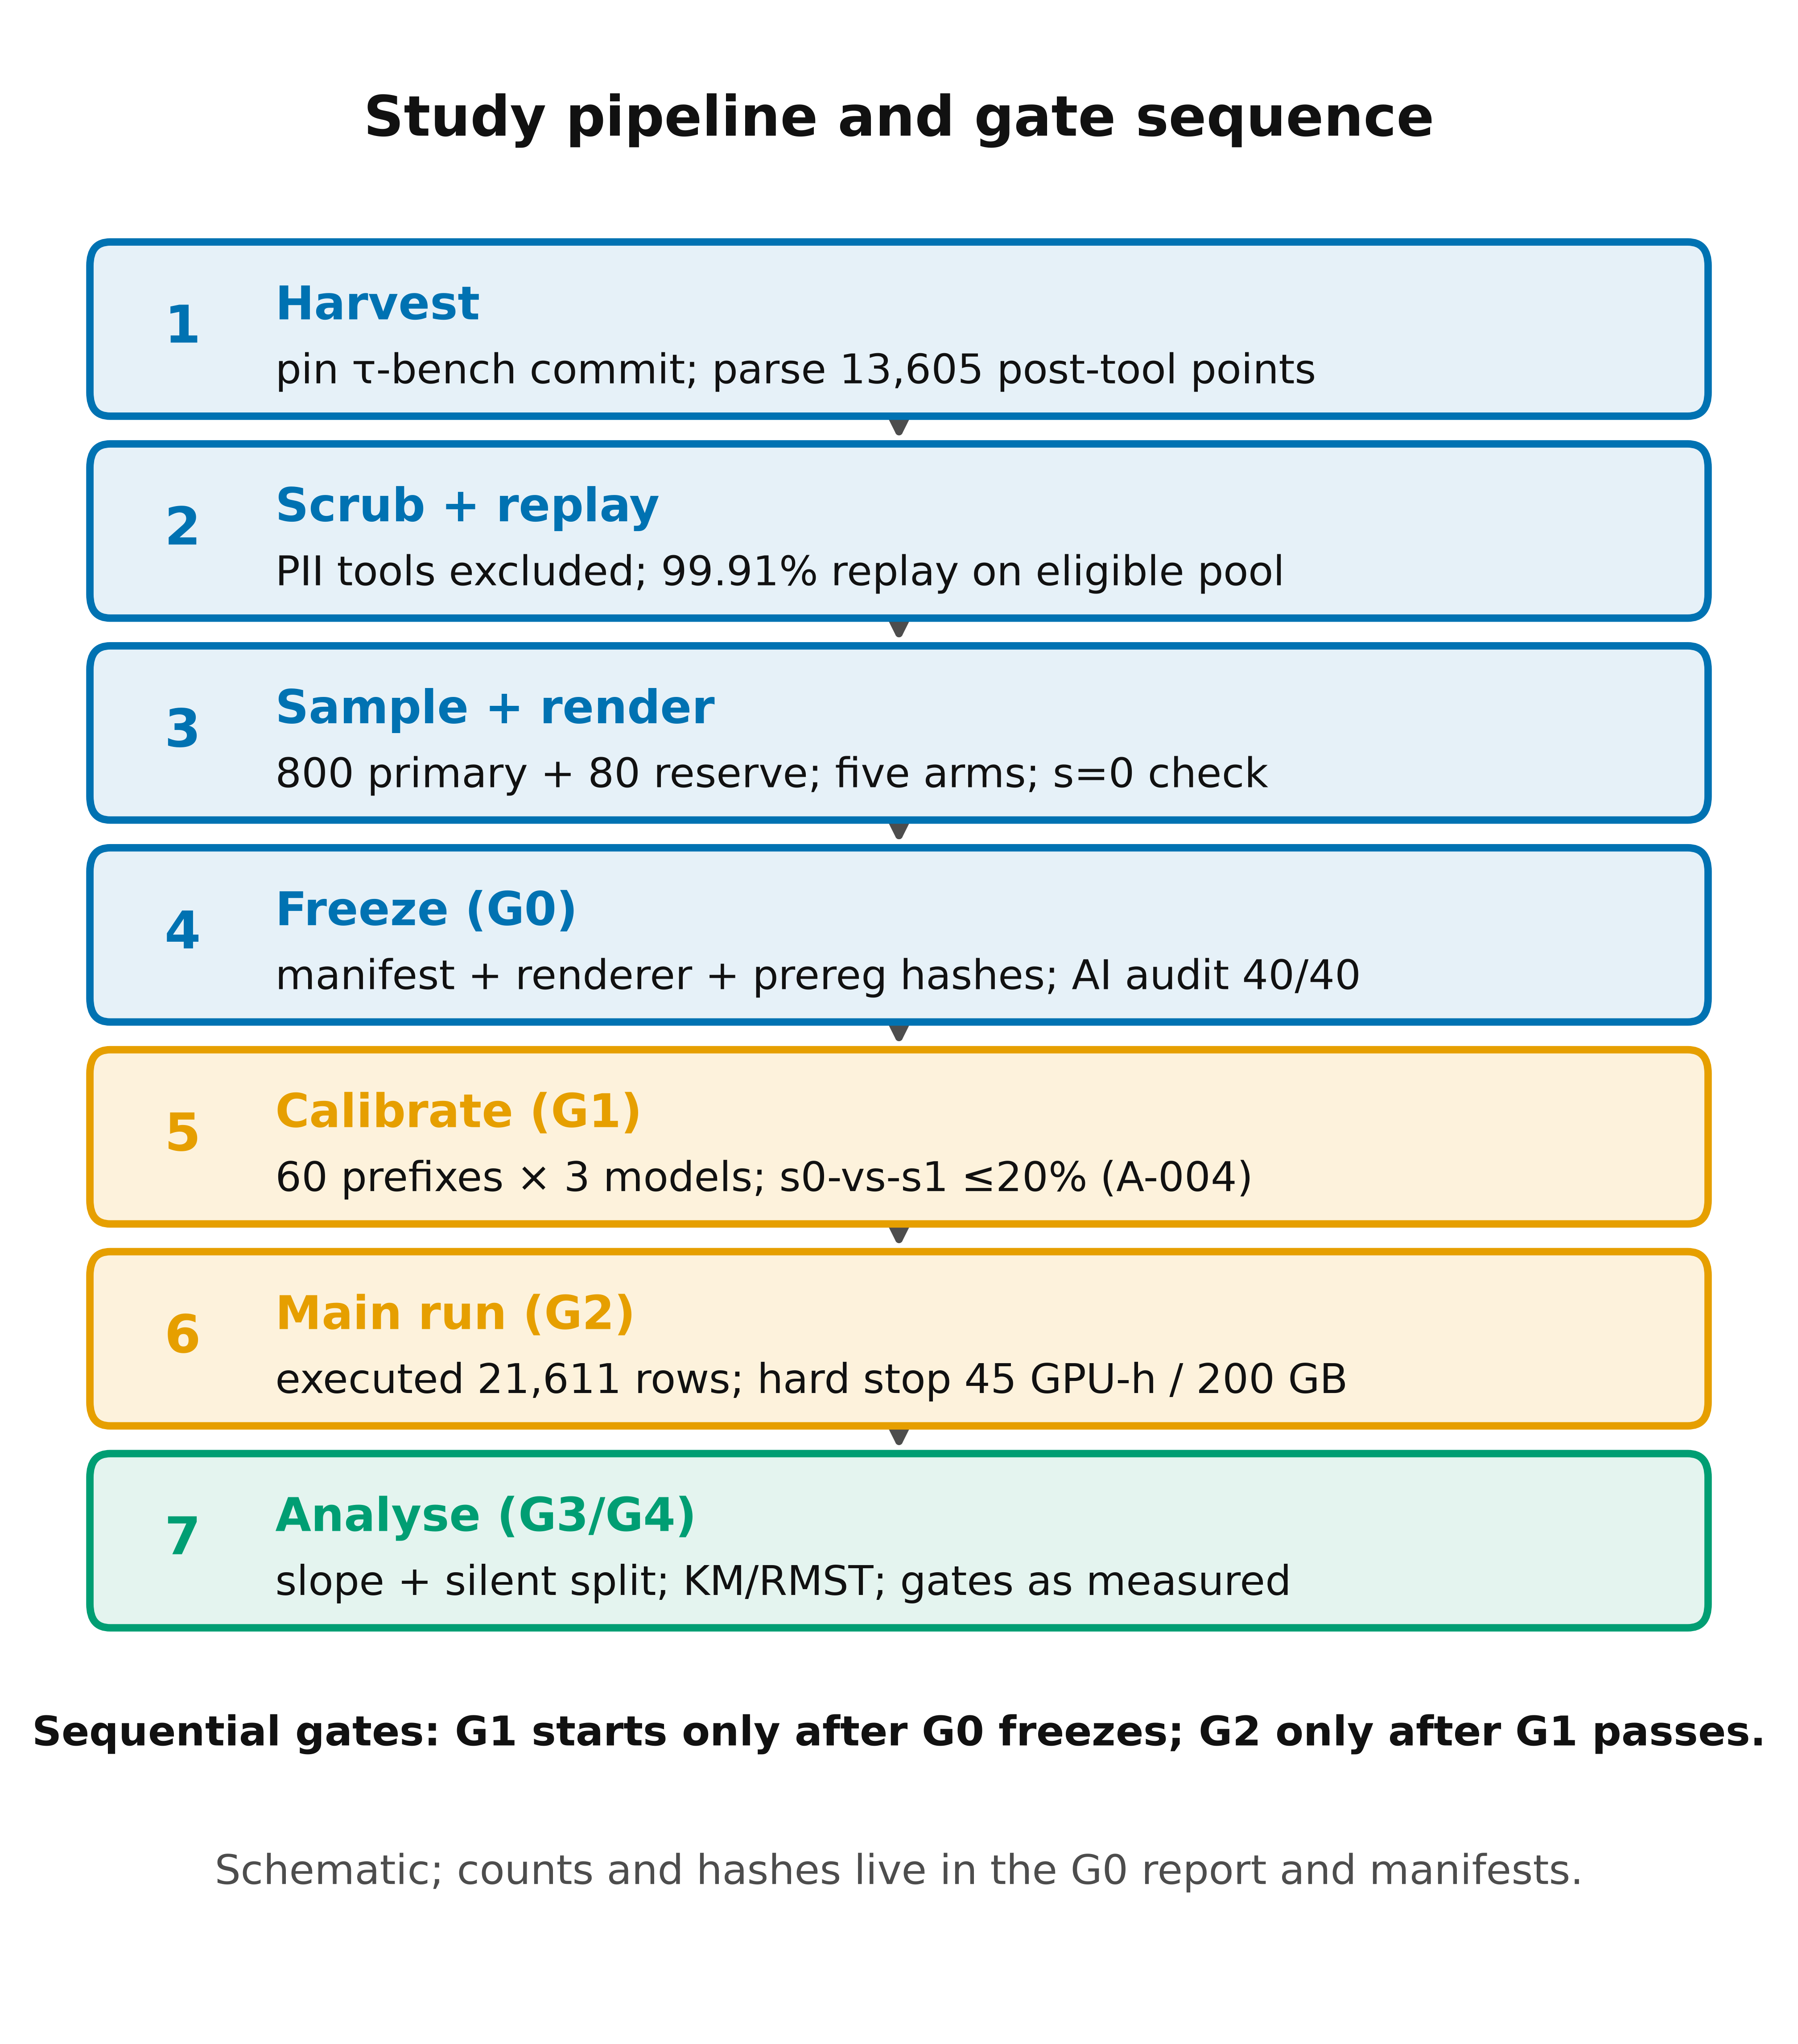 Study pipeline and gate sequence
1
Harvest
pin τ-bench commit; parse 13,605 post-tool points
2
Scrub + replay
PII tools excluded; 99.91% replay on eligible pool
3
Sample + render
800 primary + 80 reserve; five arms; s=0 check
4
Freeze (G0)
manifest + renderer + prereg hashes; AI audit 40/40
5
Calibrate (G1)
60 prefixes × 3 models; s0-vs-s1 ≤20% (A-004)
6
Main run (G2)
executed 21,611 rows; hard stop 45 GPU-h / 200 GB
7
Analyse (G3/G4)
slope + silent split; KM/RMST; gates as measured
Sequential gates: G1 starts only after G0 freezes; G2 only after G1 passes.
Schematic; counts and hashes live in the G0 report and manifests.